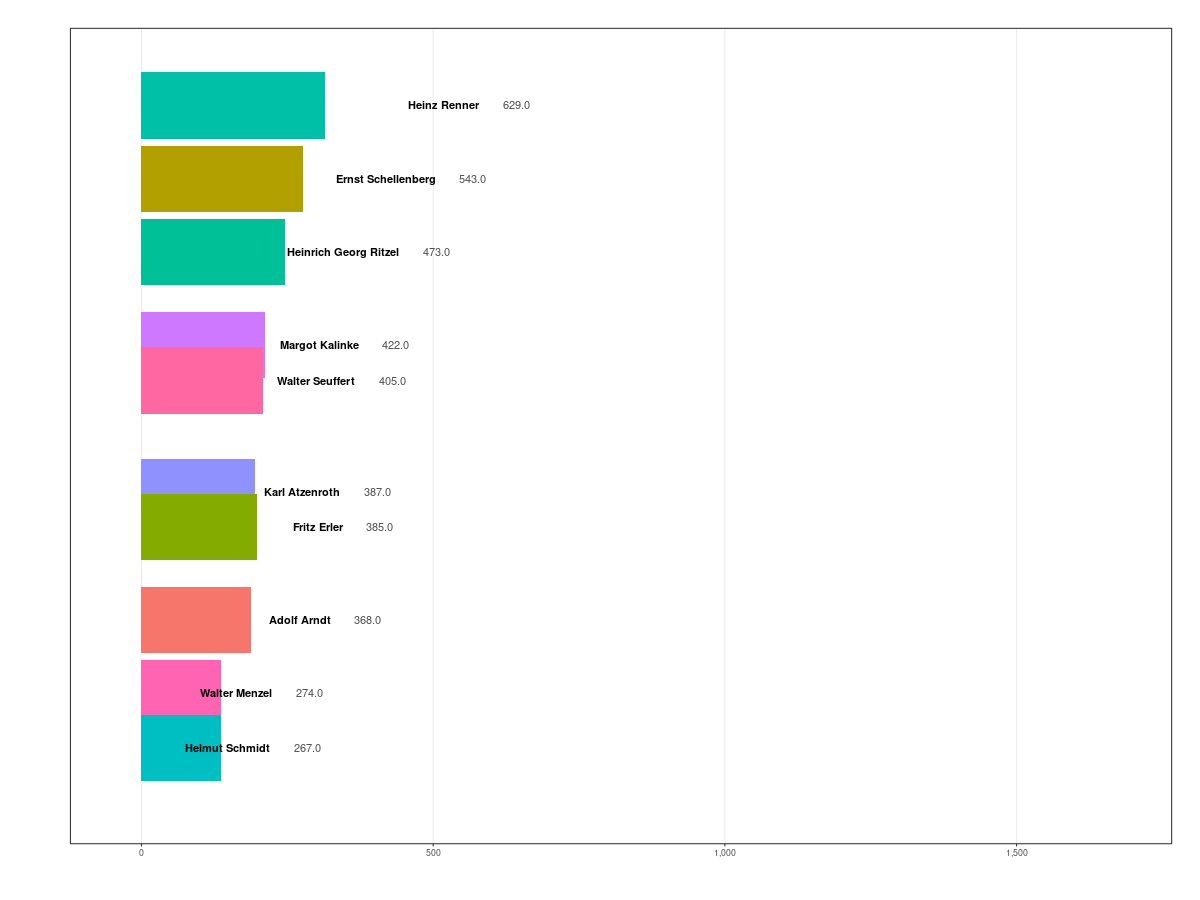 Heinz Renner 629.0
Ernst Schellenberg 543.0
Heinrich Georg Ritzel 473.0
Margot Kalinke 422.0
Walter Seuffert 405.0
Karl Atzenroth 387.0
Fritz Erler 385.0
Adolf Arndt 368.0
Walter Menzel 274.0
Helmut Schmidt 267.0
0 500 1,000 1,500